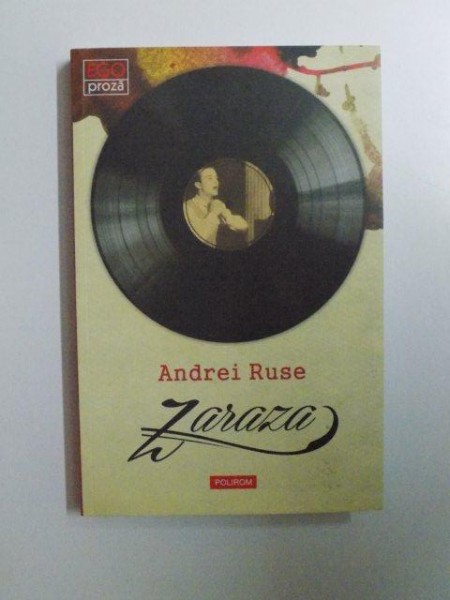 EGO
proză
Andrei Ruse
Zaraza
POLIROM